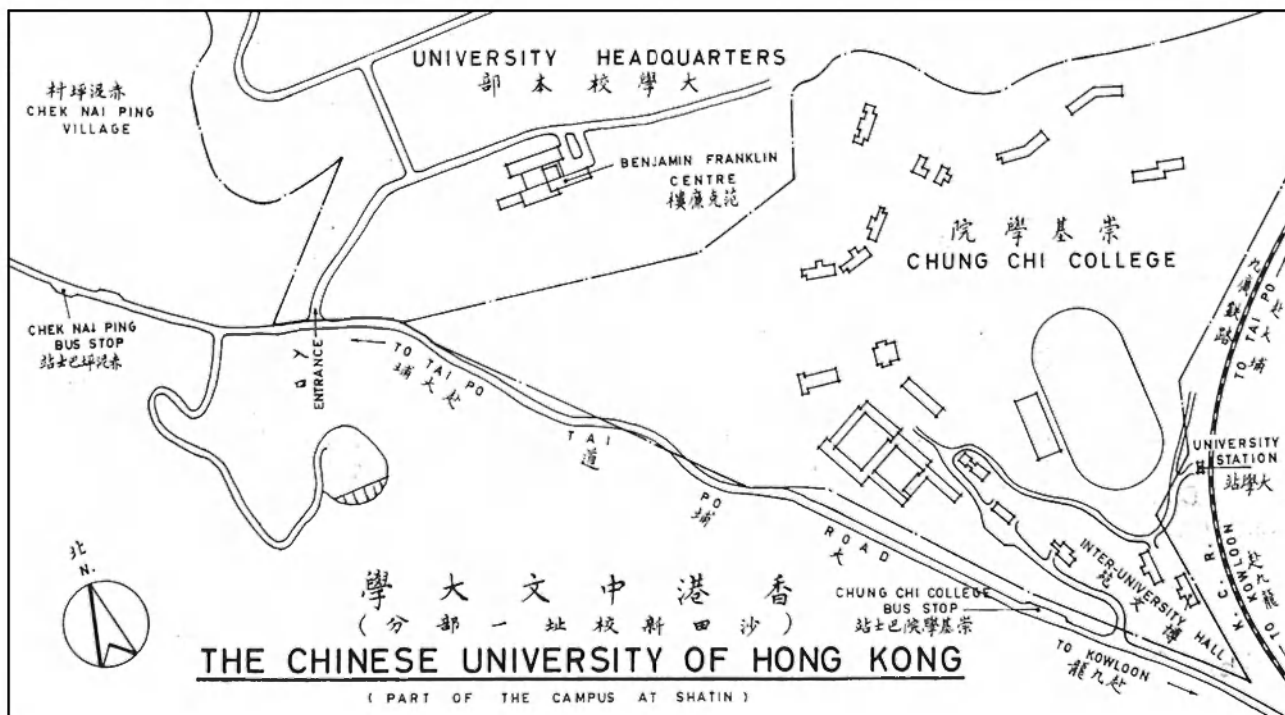 UNIVERSITY HEADQUARTERS
大學校本部
赤泥坪村
CHEK NAI PING
VILLAGE
BENJAMIN FRANKLIN
CENTRE
范克廉樓
崇基學院
CHUNG CHI COLLEGE
九廣鉄路
TO TAI PO
赴大埔
CHEK NAI PING
BUS STOP
赤泥坪巴士站
入口
ENTRANCE
TO TAI PO
赴大埔
TAI PO ROAD
大埔道
UNIVERSITY
STATION
大學站
INTER-UNIVERSITY HALL
博文苑
K. C. R.
TO KOWLOON
赴九龍
CHUNG CHI COLLEGE
BUS STOP
崇基學院巴士站
TO KOWLOON
赴九龍
北
N.
香港中文大學
(沙田新校址一部分)
THE CHINESE UNIVERSITY OF HONG KONG
( PART OF THE CAMPUS AT SHATIN )